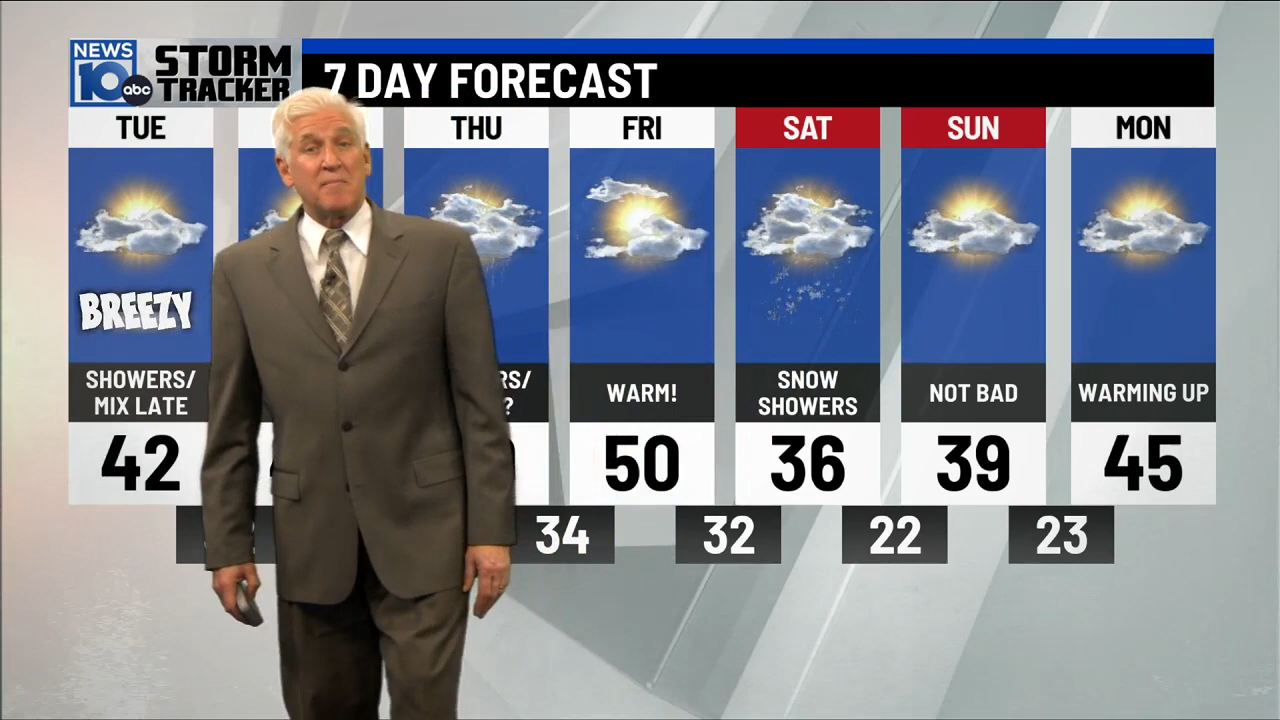 NEWS
10
abc
STORM
TRACKER
7 DAY FORECAST
TUE
THU
FRI
SAT
SUN
MON
BREEZY
SHOWERS/
MIX LATE
RS/
?
WARM!
SNOW
SHOWERS
NOT BAD
WARMING UP
42
50
36
39
45
34
32
22
23